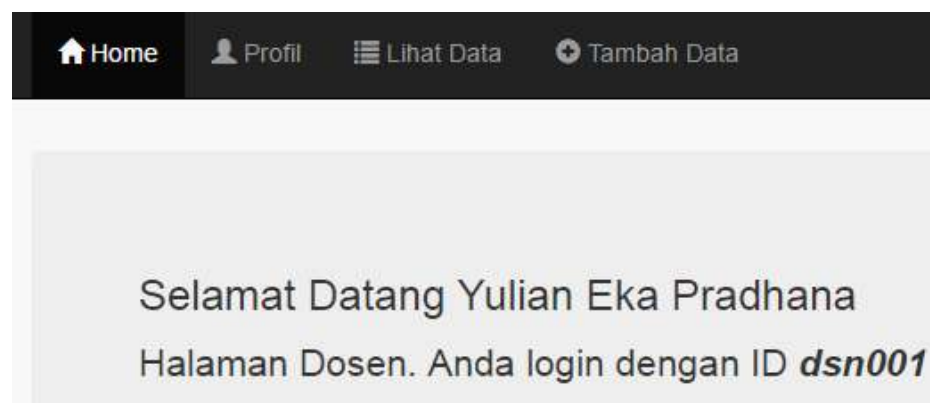 Home Profil Lihat Data Tambah Data
Selamat Datang Yulian Eka Pradhana
Halaman Dosen. Anda login dengan ID dsn001